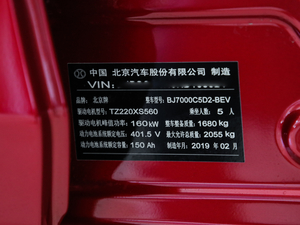 中国 北京汽车股份有限公司 制造
VIN:
品牌: 北京牌 整车型号: BJ7000C5D2-BEV
驱动电机型号: TZ220XS560 乘坐人数: 5 人
驱动电机峰值功率: 160 kW 整车整备质量: 1680 kg
动力电池系统额定电压: 401.5 V 最大允许总质量: 2055 kg
动力电池系统额定容量: 150 Ah 制造年月: 2019 年 02 月